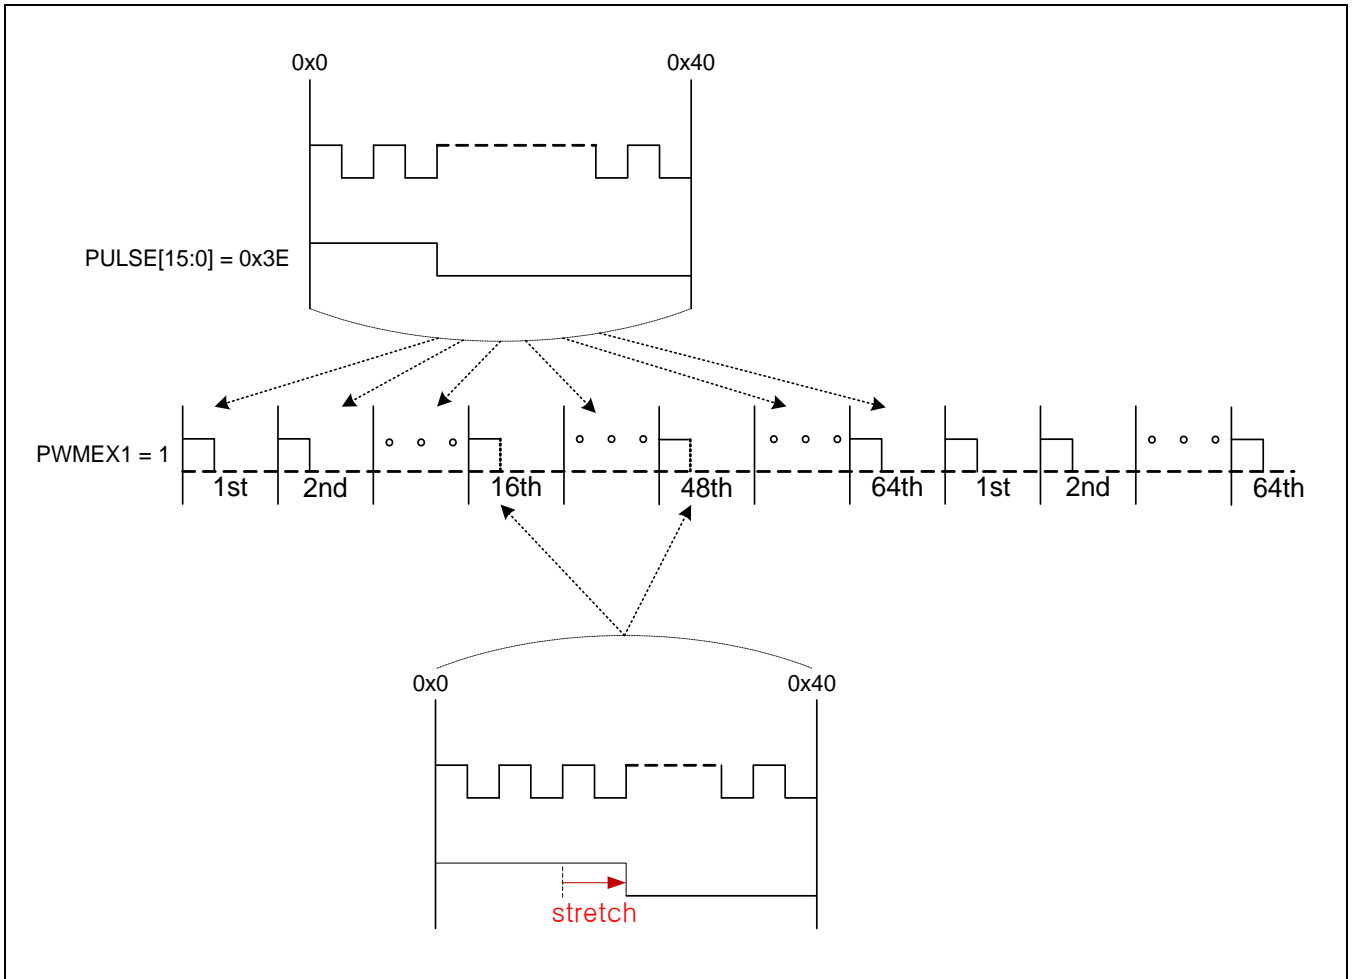 0x0 0x40
PULSE[15:0] = 0x3E
PWMEX1 = 1
1st 2nd 16th 48th 64th 1st 2nd 64th
0x0 0x40
stretch